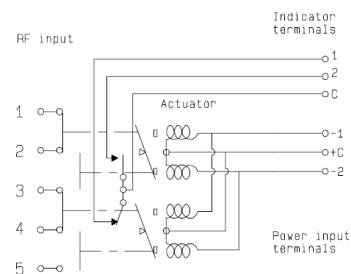 Indicator
terminals
RF input
1
2
C
Actuator
1
2
3
4
5
-1
+C
-2
Power input
terminals